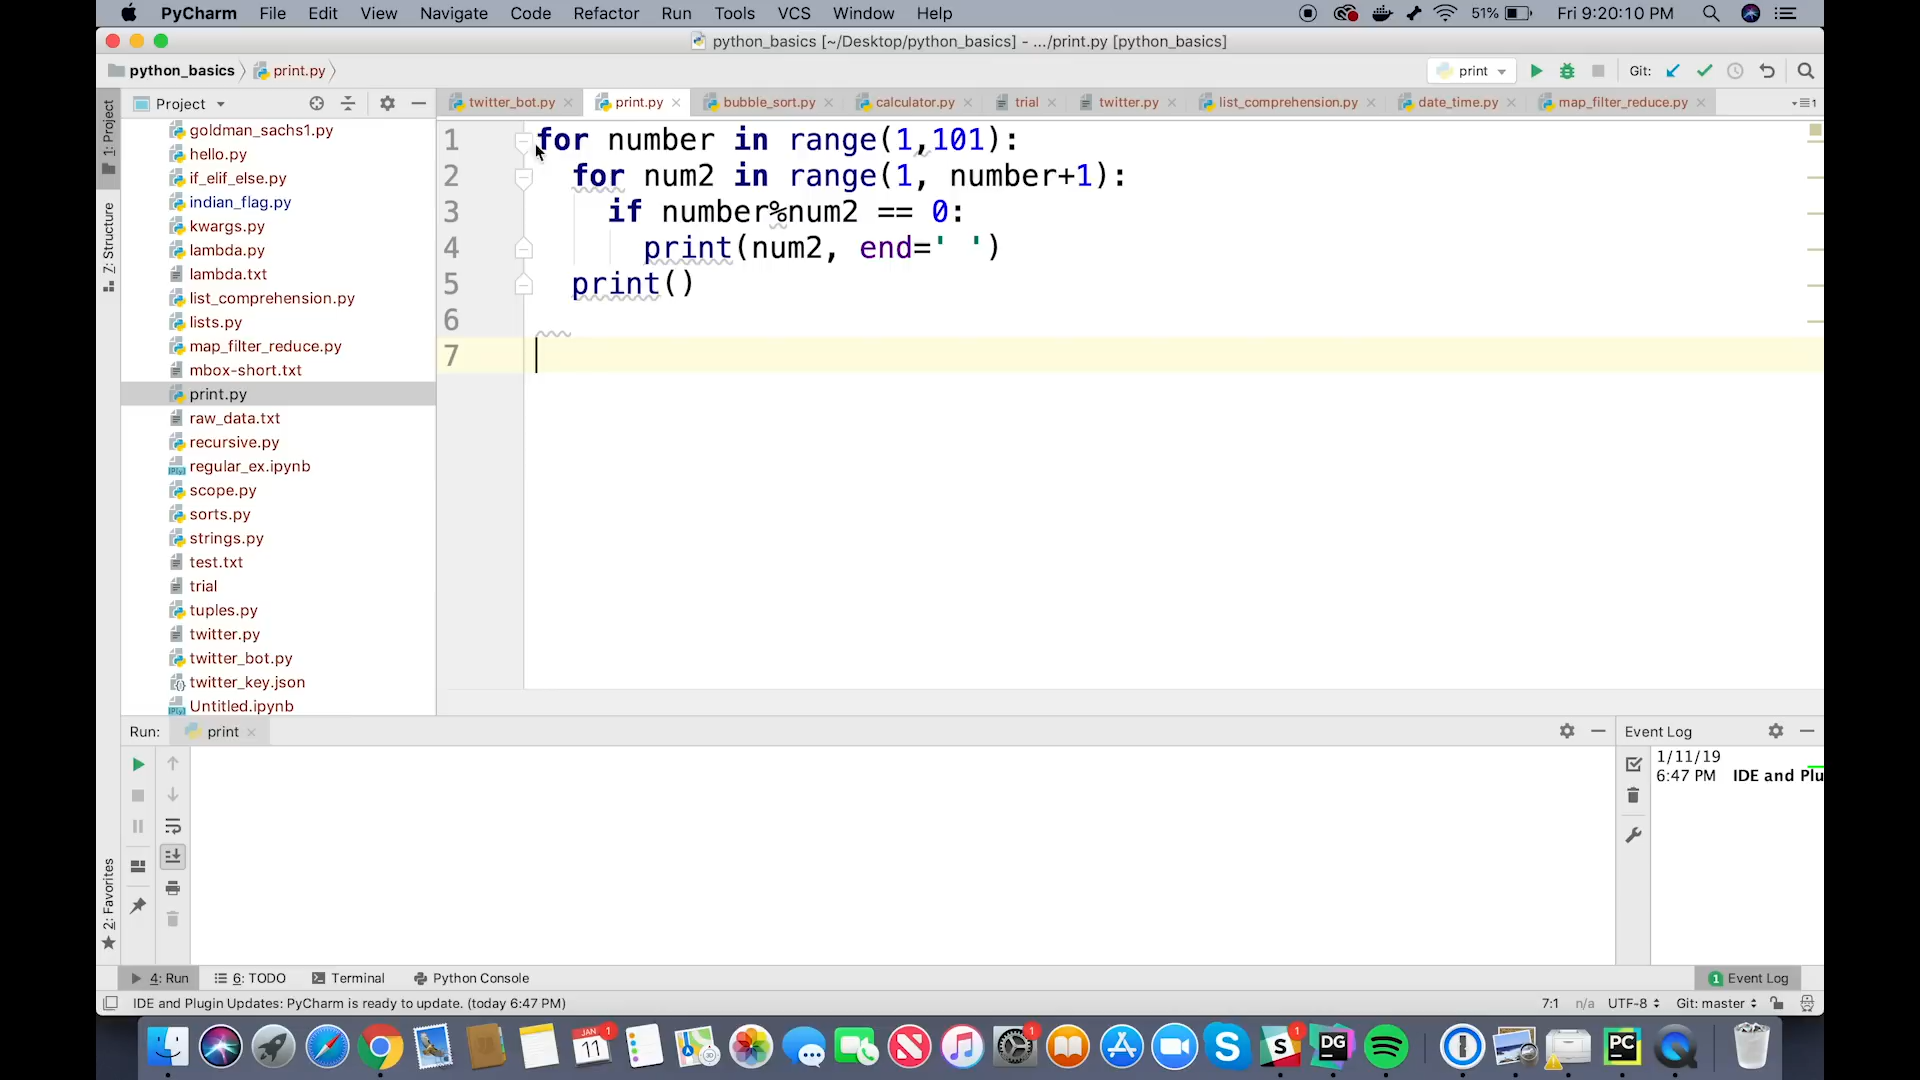 PyCharm File Edit View Navigate Code Refactor Run Tools VCS Window Help 51% Fri 9:20:10 PM
python_basics [~/Desktop/python_basics] - .../print.py [python_basics]
python_basics print.py print Git:
1: Project
Z: Structure
2: Favorites
Project
twitter_bot.py print.py bubble_sort.py calculator.py trial twitter.py list_comprehension.py date_time.py map_filter_reduce.py 1
goldman_sachs1.py
hello.py
if_elif_else.py
indian_flag.py
kwargs.py
lambda.py
lambda.txt
list_comprehension.py
lists.py
map_filter_reduce.py
mbox-short.txt
print.py
raw_data.txt
recursive.py
regular_ex.ipynb
scope.py
sorts.py
strings.py
test.txt
trial
tuples.py
twitter.py
twitter_bot.py
twitter_key.json
Untitled.ipynb
1 for number in range(1,101):
2   for num2 in range(1, number+1):
3     if number%num2 == 0:
4       print(num2, end=' ')
5   print()
6
7
Run: print
Event Log
1/11/19
6:47 PM IDE and Plu
4: Run 6: TODO Terminal Python Console 1 Event Log
IDE and Plugin Updates: PyCharm is ready to update. (today 6:47 PM) 7:1 n/a UTF-8 Git: master
JAN 11 1
1
1
DG
PC